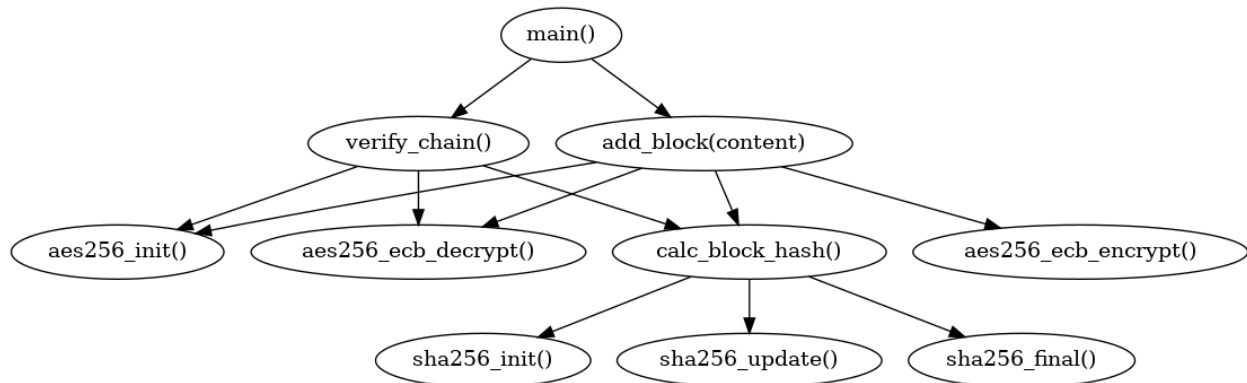 main()
verify_chain()
add_block(content)
aes256_init()
aes256_ecb_decrypt()
calc_block_hash()
aes256_ecb_encrypt()
sha256_init()
sha256_update()
sha256_final()